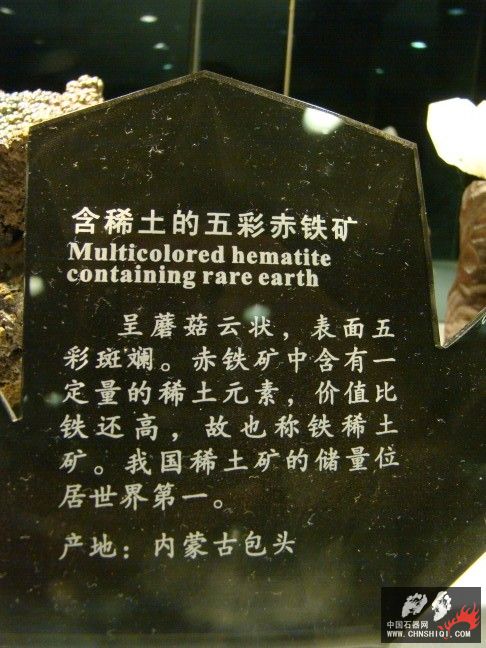 含稀土的五彩赤铁矿
Multicolored hematite
containing rare earth
呈蘑菇云状，表面五
彩斑斓。赤铁矿中含有一
定量的稀土元素，价值比
铁还高，故也称铁稀土
矿。我国稀土矿的储量位
居世界第一。
产地：内蒙古包头
中国石器网
www.CHNSHIQI.COM